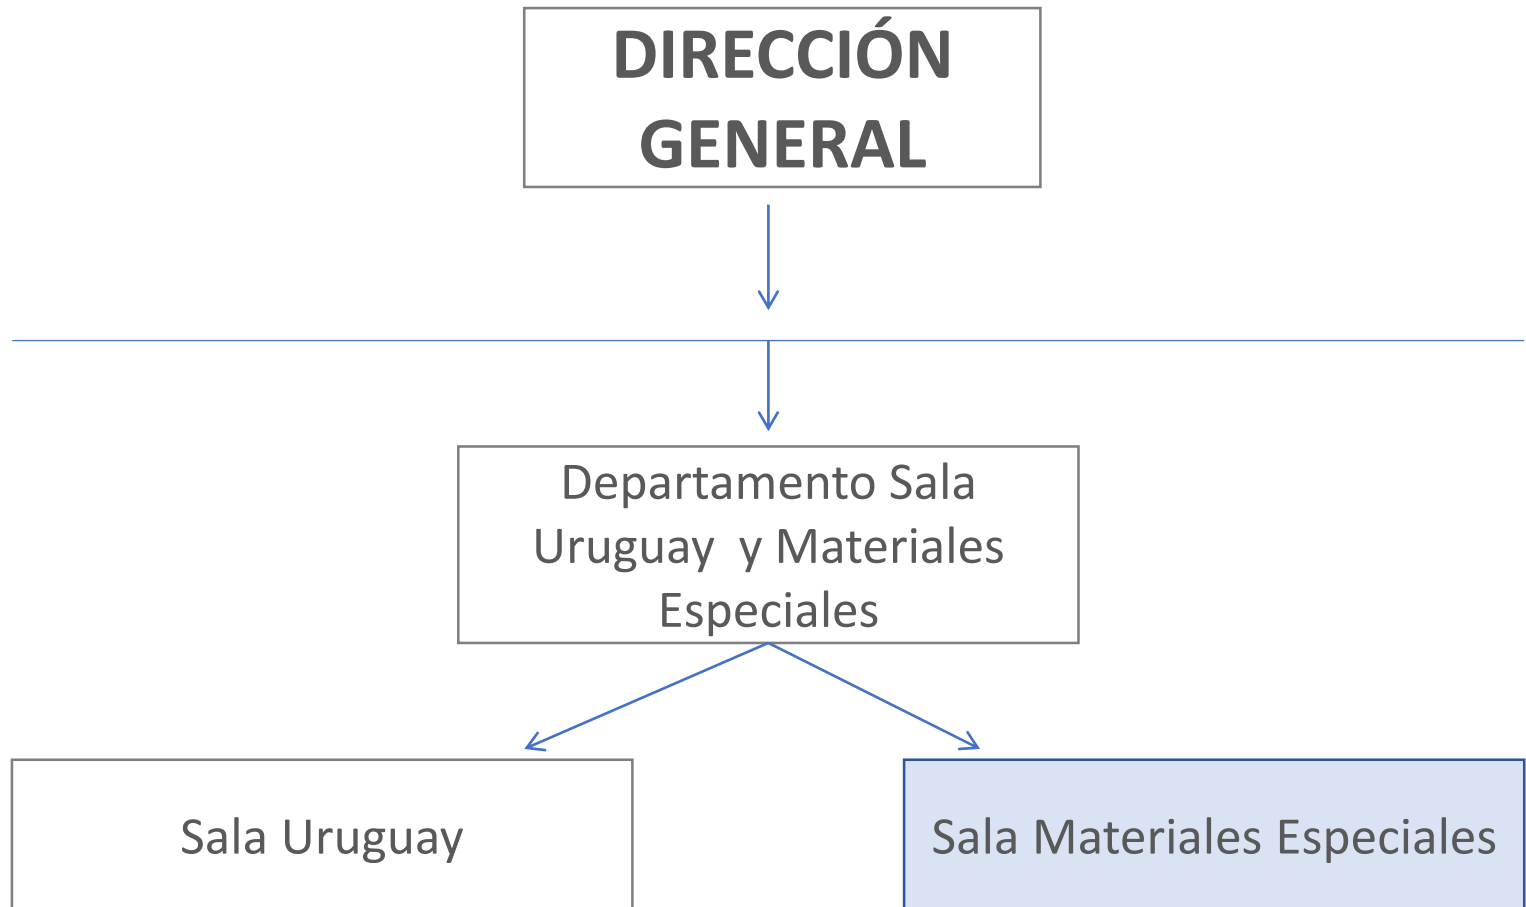 DIRECCIÓN
GENERAL
Departamento Sala
Uruguay  y Materiales
Especiales
Sala Uruguay
Sala Materiales Especiales